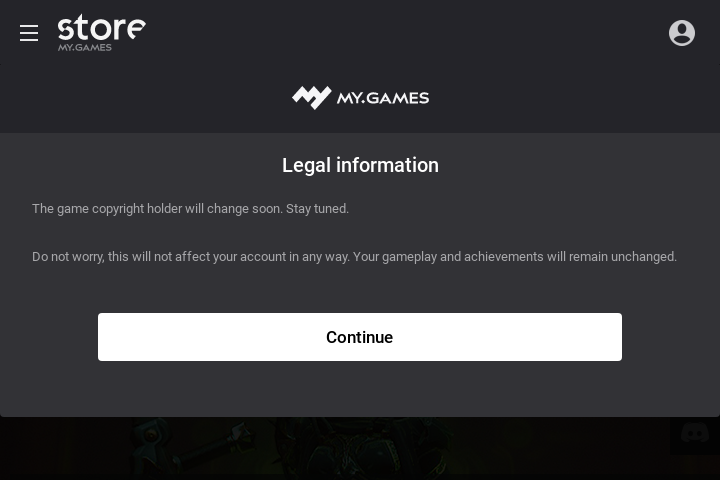 store
MY.GAMES
MY.GAMES
Legal information
The game copyright holder will change soon. Stay tuned.
Do not worry, this will not affect your account in any way. Your gameplay and achievements will remain unchanged.
Continue